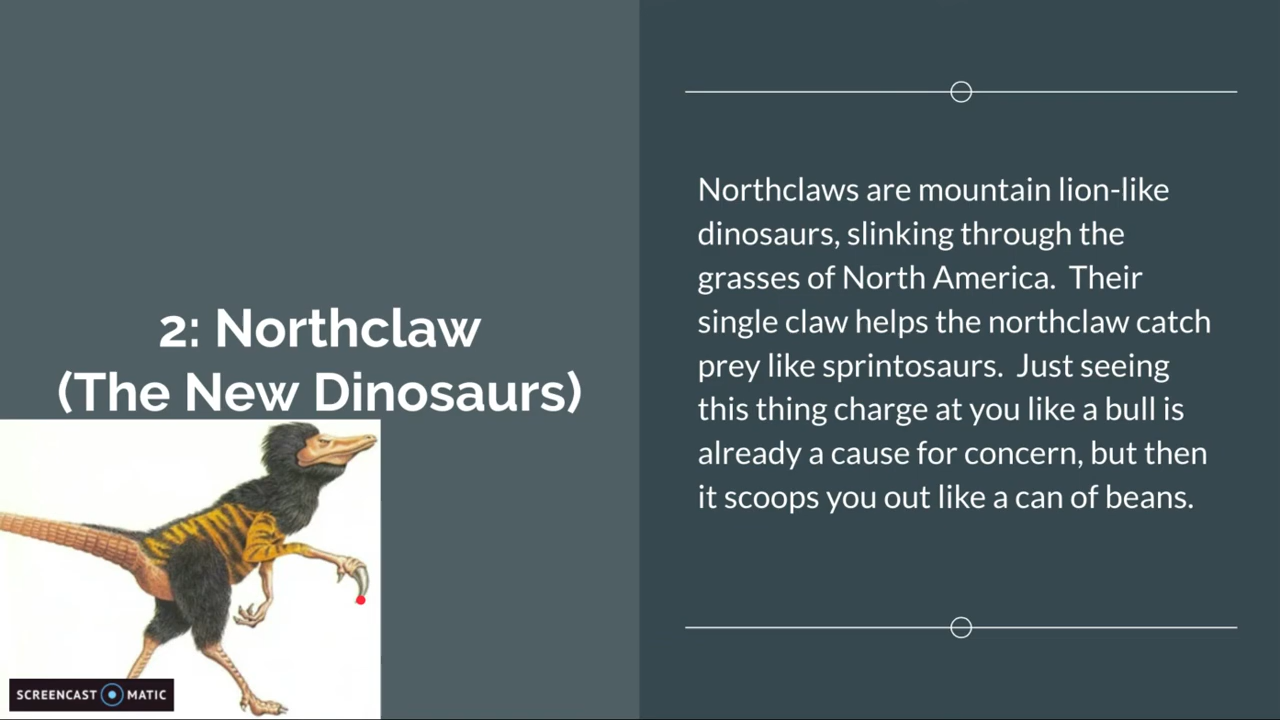 2: Northclaw
(The New Dinosaurs)
Northclaws are mountain lion-like
dinosaurs, slinking through the
grasses of North America.  Their
single claw helps the northclaw catch
prey like sprintosaurs.  Just seeing
this thing charge at you like a bull is
already a cause for concern, but then
it scoops you out like a can of beans.
SCREENCAST MATIC